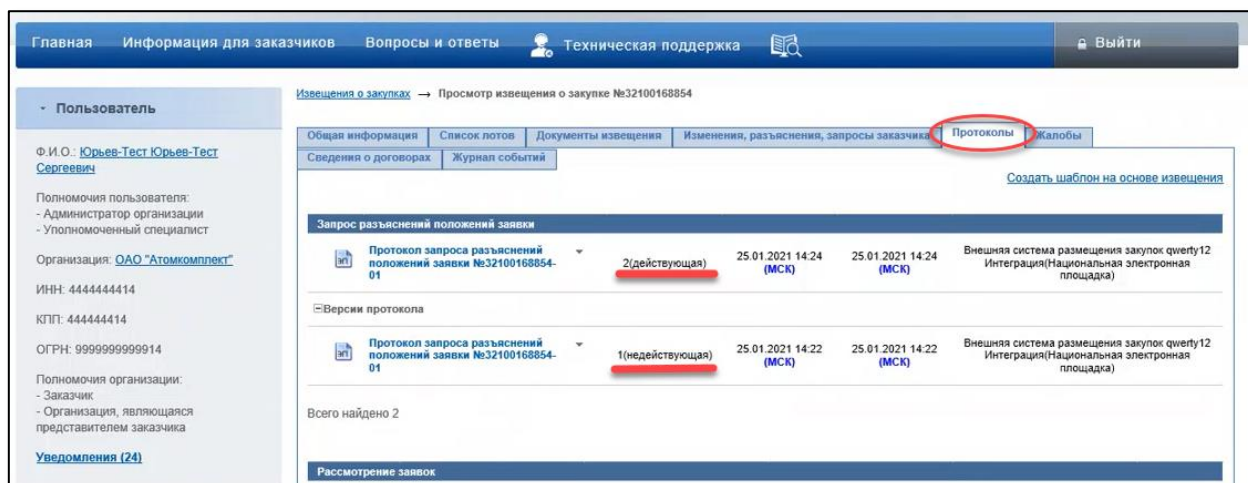 Главная Информация для заказчиков Вопросы и ответы Техническая поддержка Выйти
Пользователь
Ф.И.О.: Юрьев-Тест Юрьев-Тест
Сергеевич
Полномочия пользователя:
- Администратор организации
- Уполномоченный специалист
Организация: ОАО "Атомкомплект"
ИНН: 4444444414
КПП: 444444414
ОГРН: 9999999999914
Полномочия организации:
- Заказчик
- Организация, являющаяся
представителем заказчика
Уведомления (24)
Извещения о закупках → Просмотр извещения о закупке №32100168854
Общая информация Список лотов Документы извещения Изменения, разъяснения, запросы заказчика Протоколы Жалобы
Сведения о договорах Журнал событий
Создать шаблон на основе извещения
Запрос разъяснений положений заявки
Протокол запроса разъяснений
положений заявки №32100168854-
01
2(действующая)
25.01.2021 14:24
(МСК)
25.01.2021 14:24
(МСК)
Внешняя система размещения закупок qwerty12
Интеграция(Национальная электронная
площадка)
Версии протокола
Протокол запроса разъяснений
положений заявки №32100168854-
01
1(недействующая)
25.01.2021 14:22
(МСК)
25.01.2021 14:22
(МСК)
Внешняя система размещения закупок qwerty12
Интеграция(Национальная электронная
площадка)
Всего найдено 2
Рассмотрение заявок